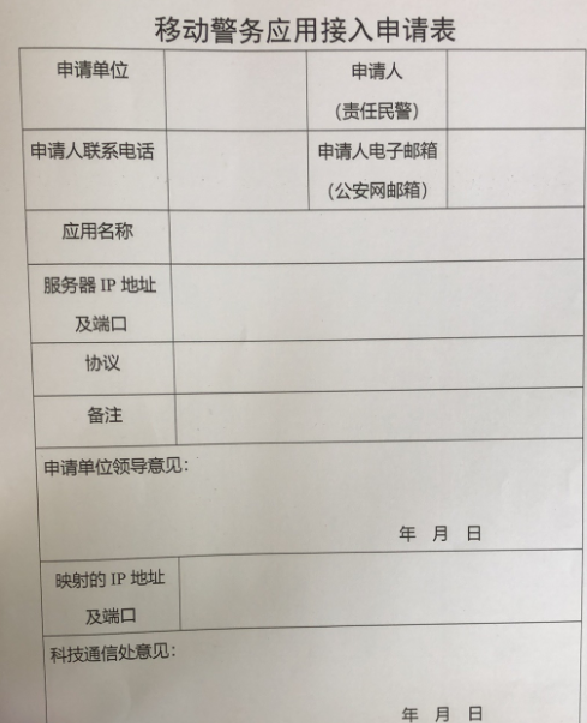 移动警务应用接入申请表
申请单位
申请人
（责任民警）
申请人联系电话
申请人电子邮箱
（公安网邮箱）
应用名称
服务器 IP 地址
及端口
协议
备注
申请单位领导意见：
年 月 日
映射的 IP 地址
及端口
科技通信处意见：
年 月 日